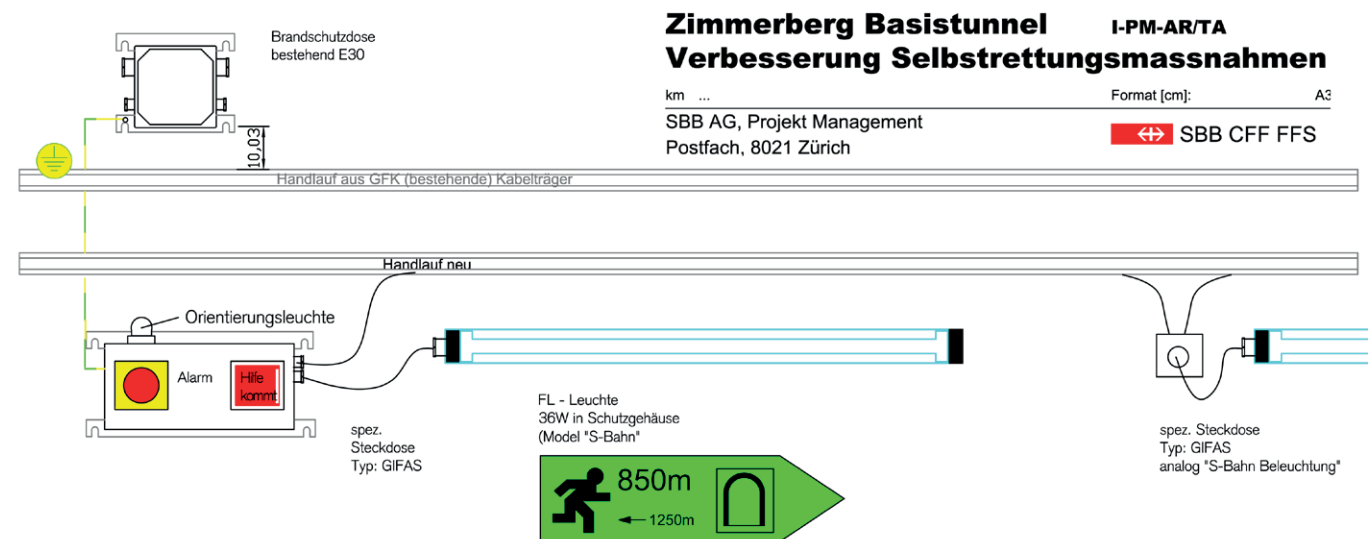 Zimmerberg Basistunnel I-PM-AR/TA
Verbesserung Selbstrettungsmassnahmen
km ... Format [cm]: A3
SBB AG, Projekt Management
Postfach, 8021 Zürich
SBB CFF FFS
Brandschutzdose
bestehend E30
10,03
Handlauf aus GFK (bestehende) Kabelträger
Handlauf neu
Orientierungsleuchte
Alarm
Hilfe
kommt
spez.
Steckdose
Typ: GIFAS
FL - Leuchte
36W in Schutzgehäuse
(Model "S-Bahn"
850m
1250m
spez. Steckdose
Typ: GIFAS
analog "S-Bahn Beleuchtung"